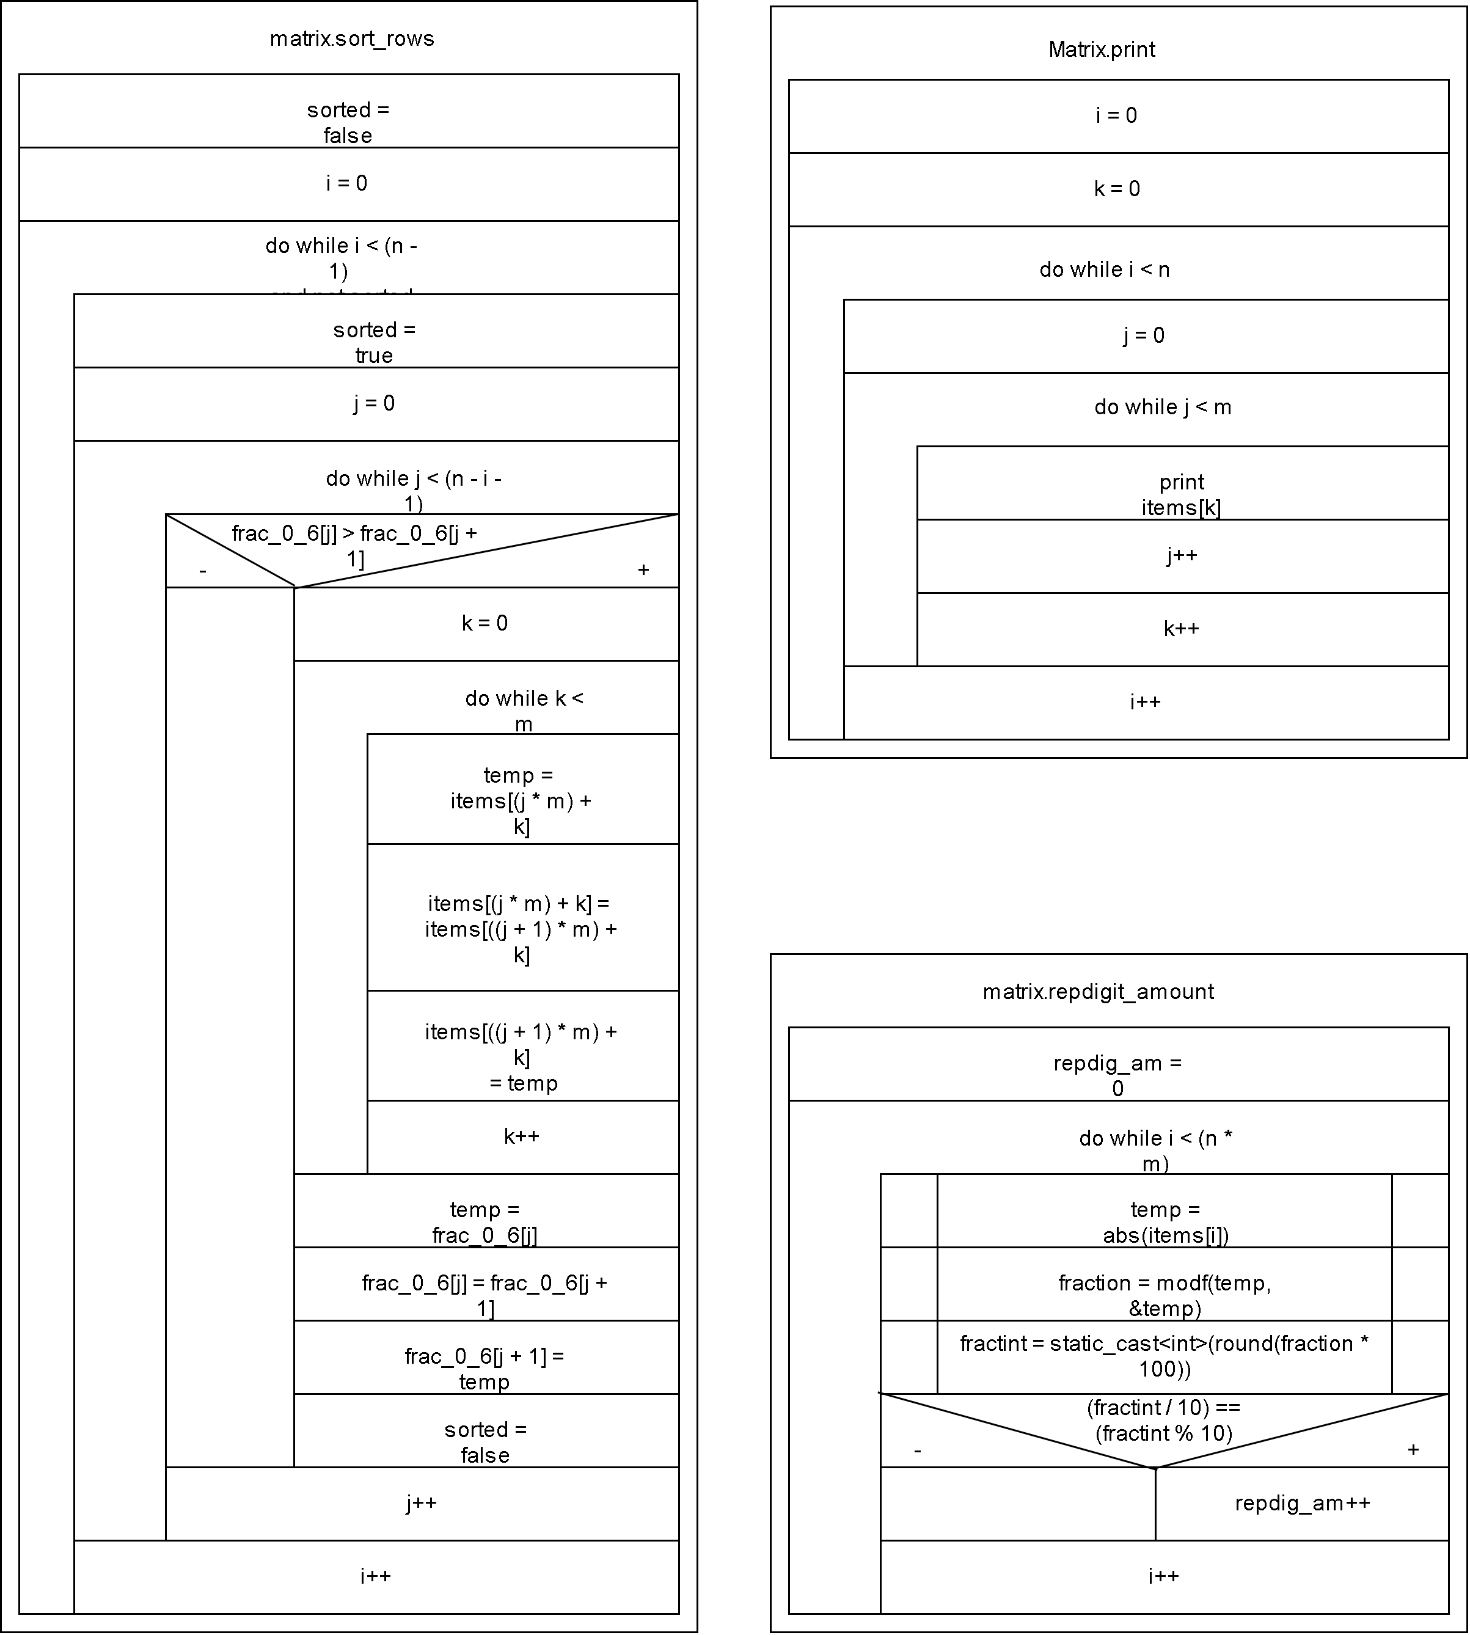 matrix.sort_rows
sorted =
false
i = 0
do while i < (n -
1)
and not sorted
sorted =
true
j = 0
do while j < (n - i -
1)
frac_0_6[j] > frac_0_6[j +
1]
-
+
k = 0
do while k <
m
temp =
items[(j * m) +
k]
items[(j * m) + k] =
items[((j + 1) * m) +
k]
items[((j + 1) * m) +
k]
= temp
k++
temp =
frac_0_6[j]
frac_0_6[j] = frac_0_6[j +
1]
frac_0_6[j + 1] =
temp
sorted =
false
j++
i++
Matrix.print
i = 0
k = 0
do while i < n
j = 0
do while j < m
print
items[k]
j++
k++
i++
matrix.repdigit_amount
repdig_am =
0
do while i < (n *
m)
temp =
abs(items[i])
fraction = modf(temp,
&temp)
fractint = static_cast<int>(round(fraction *
100))
(fractint / 10) ==
(fractint % 10)
-
+
repdig_am++
i++